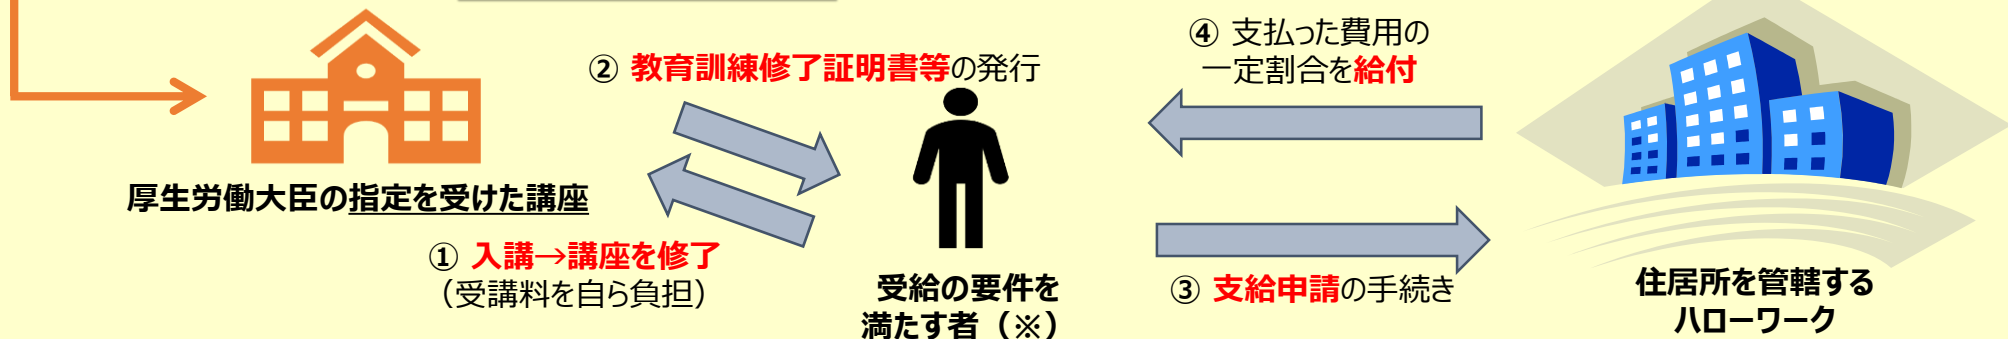 ② 教育訓練修了証明書等の発行
④ 支払った費用の
一定割合を給付
厚生労働大臣の指定を受けた講座
① 入講→講座を修了
（受講料を自ら負担）
受給の要件を
満たす者（※）
③ 支給申請の手続き
住居所を管轄する
ハローワーク